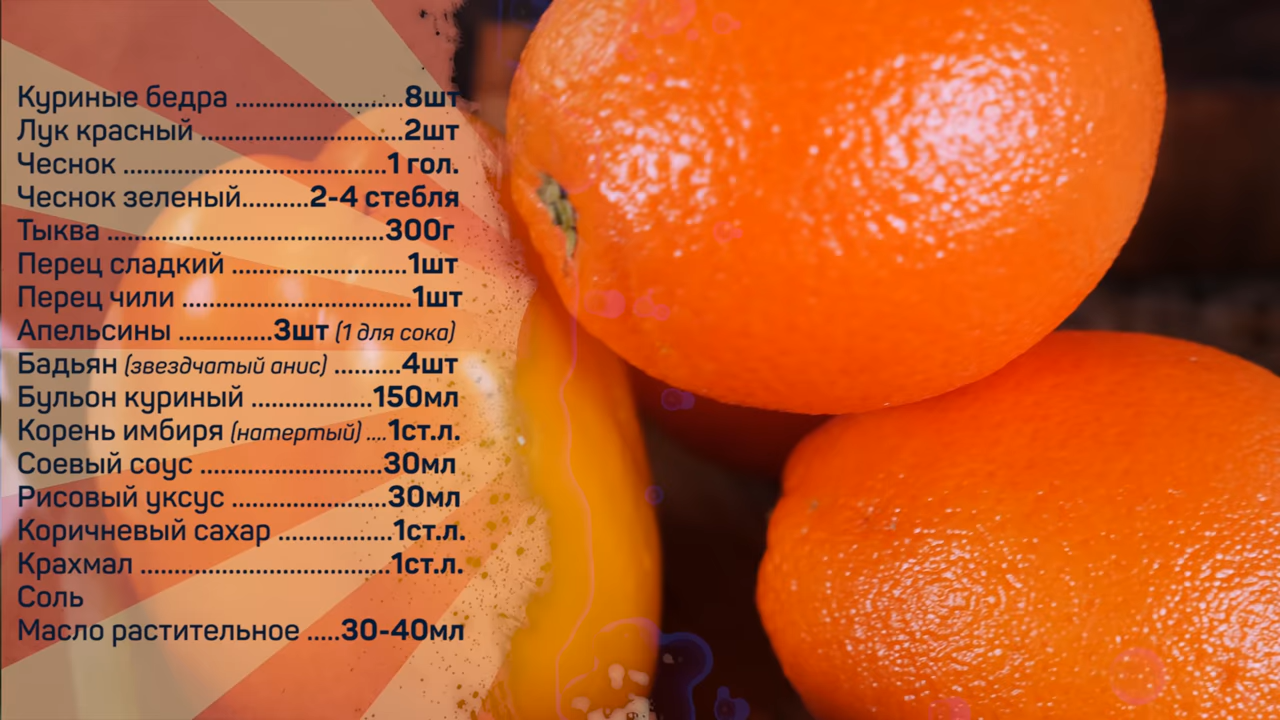 Куриные бедра .........................8шт
Лук красный ..............................2шт
Чеснок .......................................1 гол.
Чеснок зеленый..........2-4 стебля
Тыква .........................................300г
Перец сладкий ..........................1шт
Перец чили ..................................1шт
Апельсины ..............3шт (1 для сока)
Бадьян (звездчатый анис) ..........4шт
Бульон куриный ..................150мл
Корень имбиря (натертый) ....1ст.л.
Соевый соус ...........................30мл
Рисовый уксус .......................30мл
Коричневый сахар .................1ст.л.
Крахмал .....................................1ст.л.
Соль
Масло растительное .....30-40мл